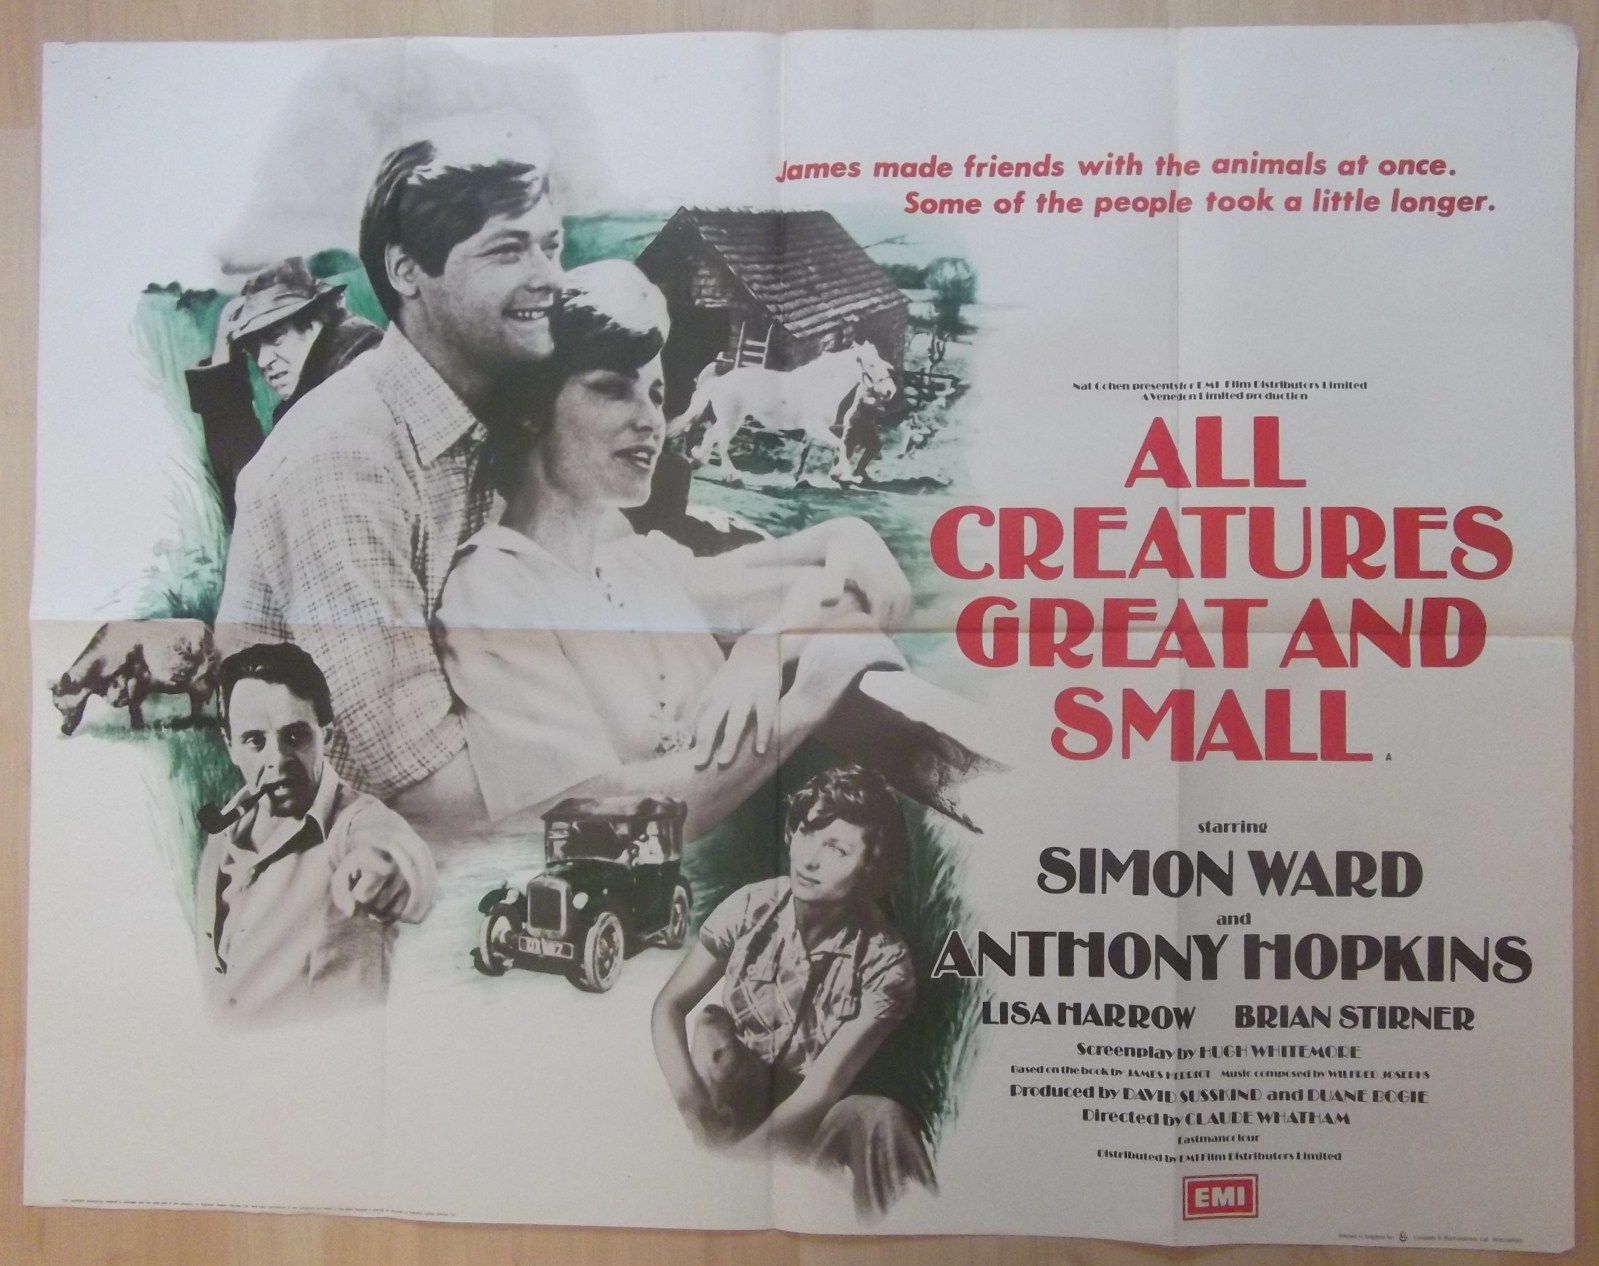 James made friends with the animals at once.
Some of the people took a little longer.
Nat Cohen presents for EMI Film Distributors Limited
A Venedon Limited production
ALL
CREATURES
GREAT AND
SMALL A
starring
SIMON WARD
and
ANTHONY HOPKINS
LISA HARROW BRIAN STIRNER
Screenplay by HUGH WHITEMORE
Based on the book by JAMES HERRIOT Music composed by WILFRED JOSEPHS
Produced by DAVID SUSSKIND and DUANE BOGIE
Directed by CLAUDE WHATHAM
Eastmancolour
Distributed by EMI Film Distributors Limited
EMI
Printed in England by